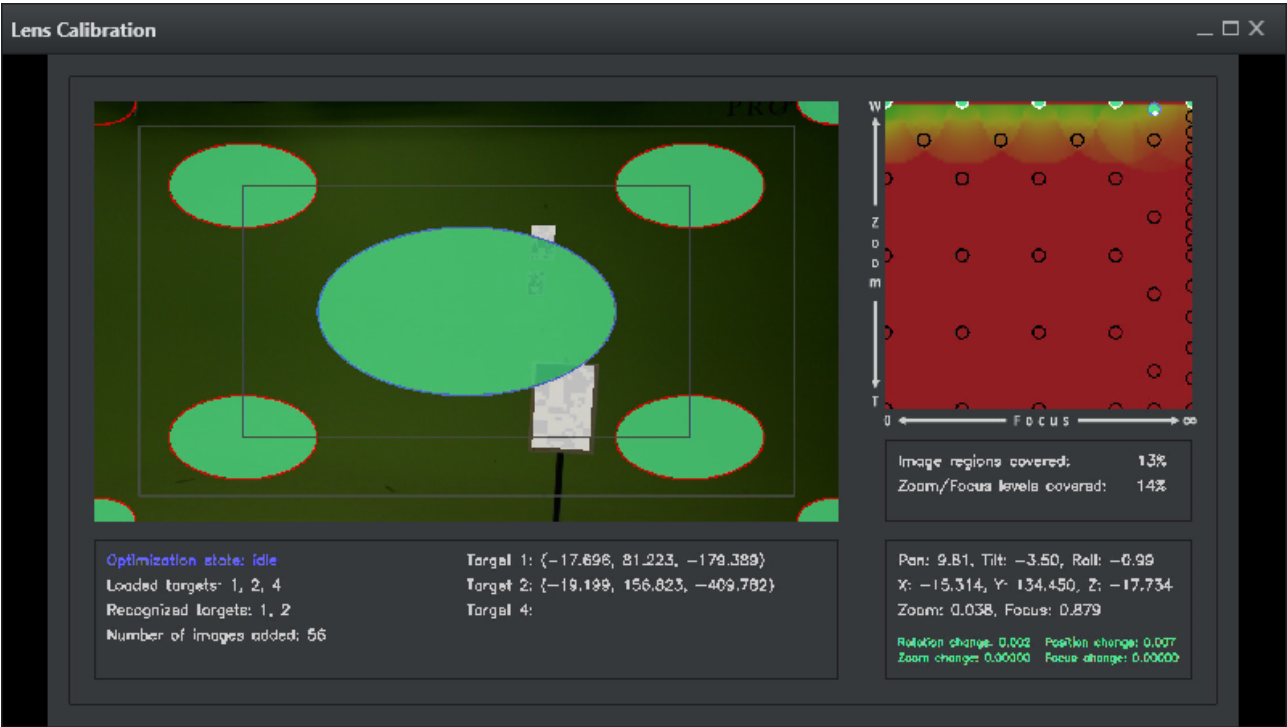 Lens Calibration
PRO
W
Zoom
T
0 Focus ∞
Image regions covered: 13%
Zoom/Focus levels covered: 14%
Optimization state: idle
Loaded targets: 1, 2, 4
Recognized targets: 1, 2
Number of images added: 56
Target 1: {-17.696, 81.223, -179.389}
Target 2: {-19.199, 156.823, -409.782}
Target 4:
Pan: 9.81, Tilt: -3.50, Roll: -0.99
X: -15.314, Y: 134.450, Z: -17.734
Zoom: 0.038, Focus: 0.879
Rotation change: 0.002 Position change: 0.007
Zoom change: 0.00000 Focus change: 0.00000